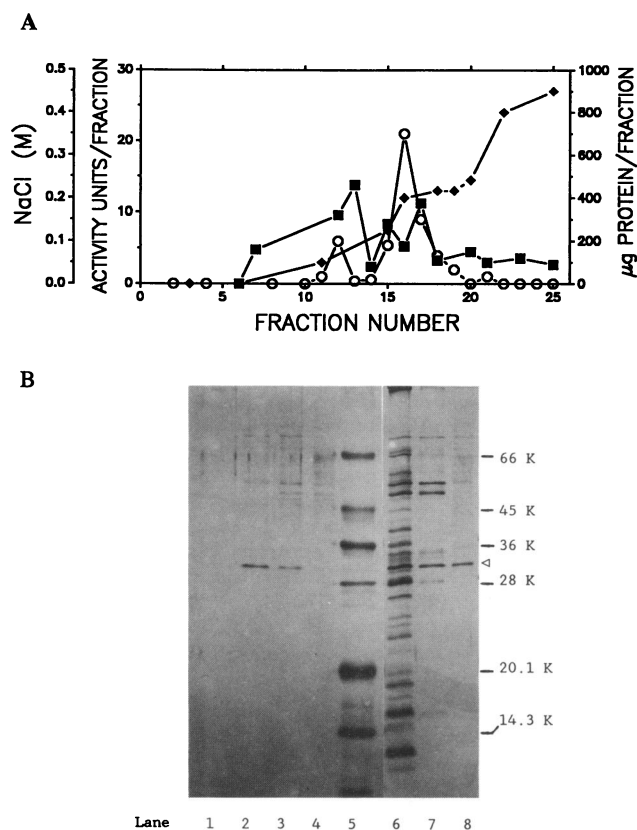 A
NaCl (M)
0.5
0.4
0.3
0.2
0.1
0.0
ACTIVITY UNITS/FRACTION
30
20
10
0
1000
800
600
400
200
0
µg PROTEIN/FRACTION
0 5 10 15 20 25
FRACTION NUMBER
B
66 K
45 K
36 K
28 K
20.1 K
14.3 K
Lane 1 2 3 4 5 6 7 8